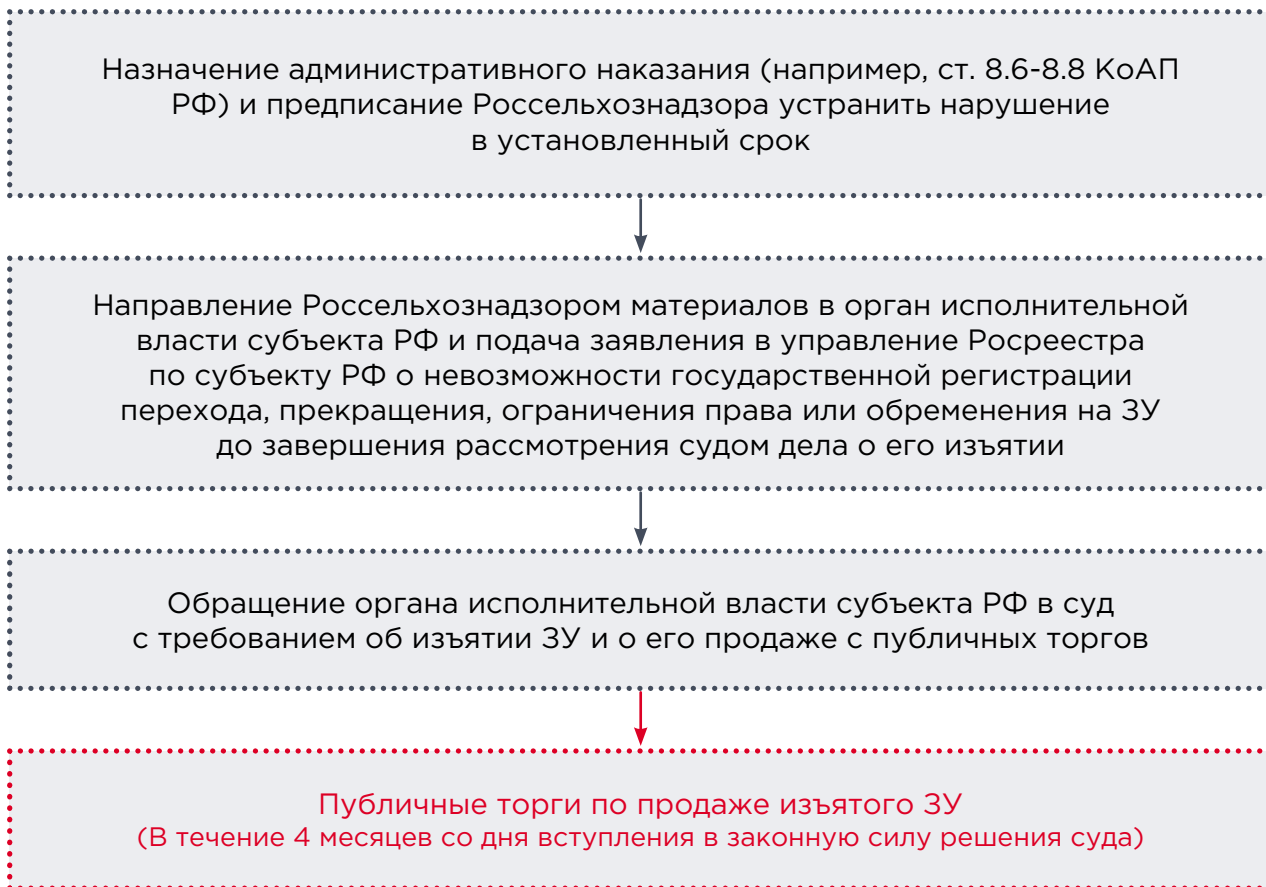 Назначение административного наказания (например, ст. 8.6-8.8 КоАП
РФ) и предписание Россельхознадзора устранить нарушение
в установленный срок
Направление Россельхознадзором материалов в орган исполнительной
власти субъекта РФ и подача заявления в управление Росреестра
по субъекту РФ о невозможности государственной регистрации
перехода, прекращения, ограничения права или обременения на ЗУ
до завершения рассмотрения судом дела о его изъятии
Обращение органа исполнительной власти субъекта РФ в суд
с требованием об изъятии ЗУ и о его продаже с публичных торгов
Публичные торги по продаже изъятого ЗУ
(В течение 4 месяцев со дня вступления в законную силу решения суда)